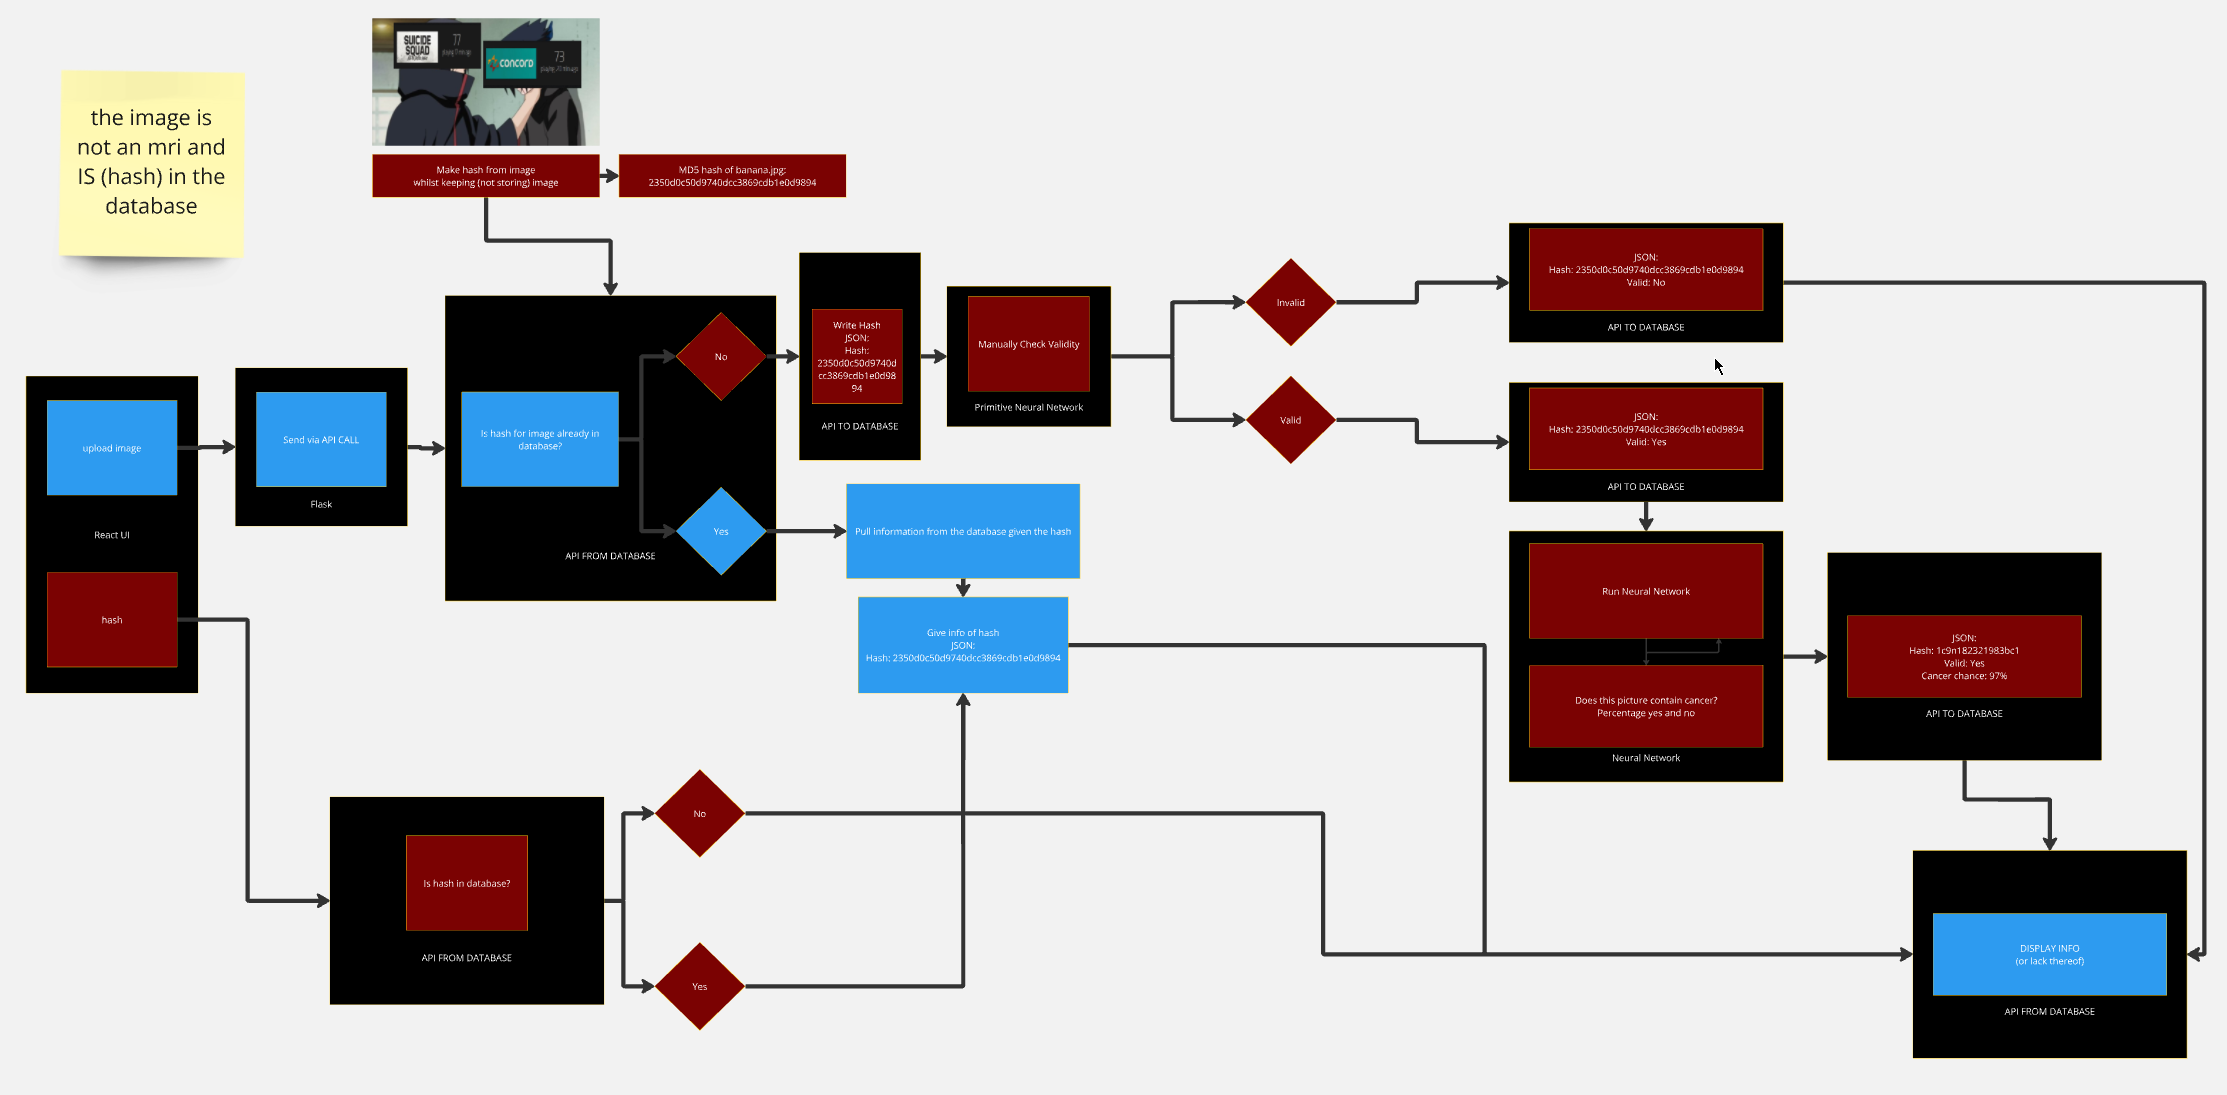 the image is
not an mri and
IS (hash) in the
database
SUICIDE
SQUAD
77
CONCORD
73
Make hash from image
whilst keeping (not storing) image
MD5 hash of banana.jpg:
2350d0c50d9740dcc3869cdb1e0d9894
upload image
React UI
hash
Send via API CALL
Flask
Is hash for image already in
database?
No
Yes
API FROM DATABASE
Write Hash
JSON:
Hash:
2350d0c50d9740d
cc3869cdb1e0d98
94
API TO DATABASE
Manually Check Validity
Primitive Neural Network
Invalid
Valid
JSON:
Hash: 2350d0c50d9740dcc3869cdb1e0d9894
Valid: No
API TO DATABASE
JSON:
Hash: 2350d0c50d9740dcc3869cdb1e0d9894
Valid: Yes
API TO DATABASE
Pull information from the database given the hash
Give info of hash
JSON:
Hash: 2350d0c50d9740dcc3869cdb1e0d9894
Run Neural Network
Does this picture contain cancer?
Percentage yes and no
Neural Network
JSON:
Hash: 1c9n182321983bc1
Valid: Yes
Cancer chance: 97%
API TO DATABASE
Is hash in database?
API FROM DATABASE
No
Yes
DISPLAY INFO
(or lack thereof)
API FROM DATABASE